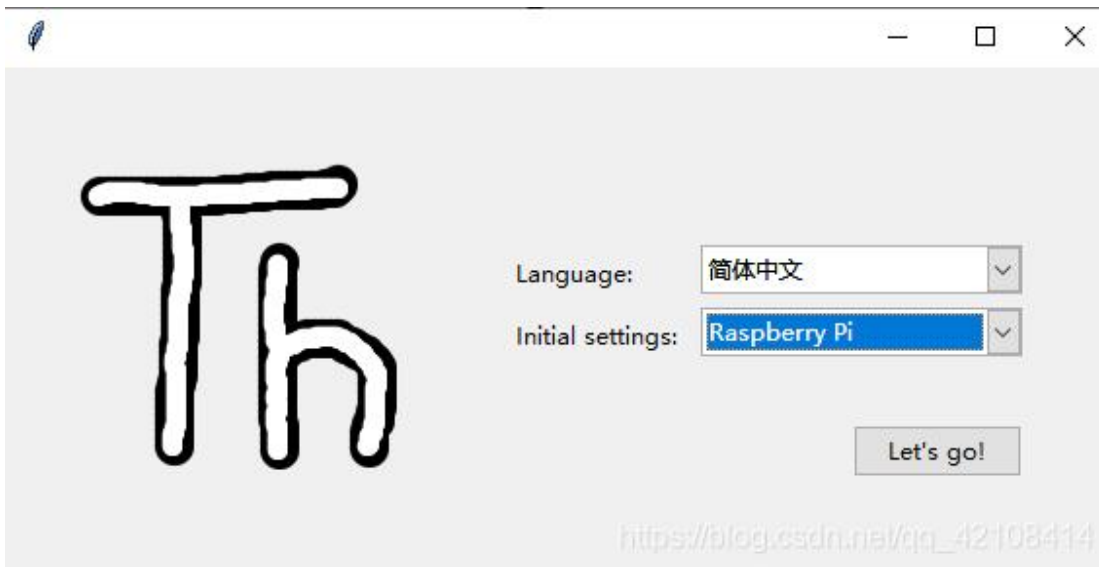 Th
Language: 简体中文
Initial settings: Raspberry Pi
Let's go!
https://blog.csdn.net/qq_42108414